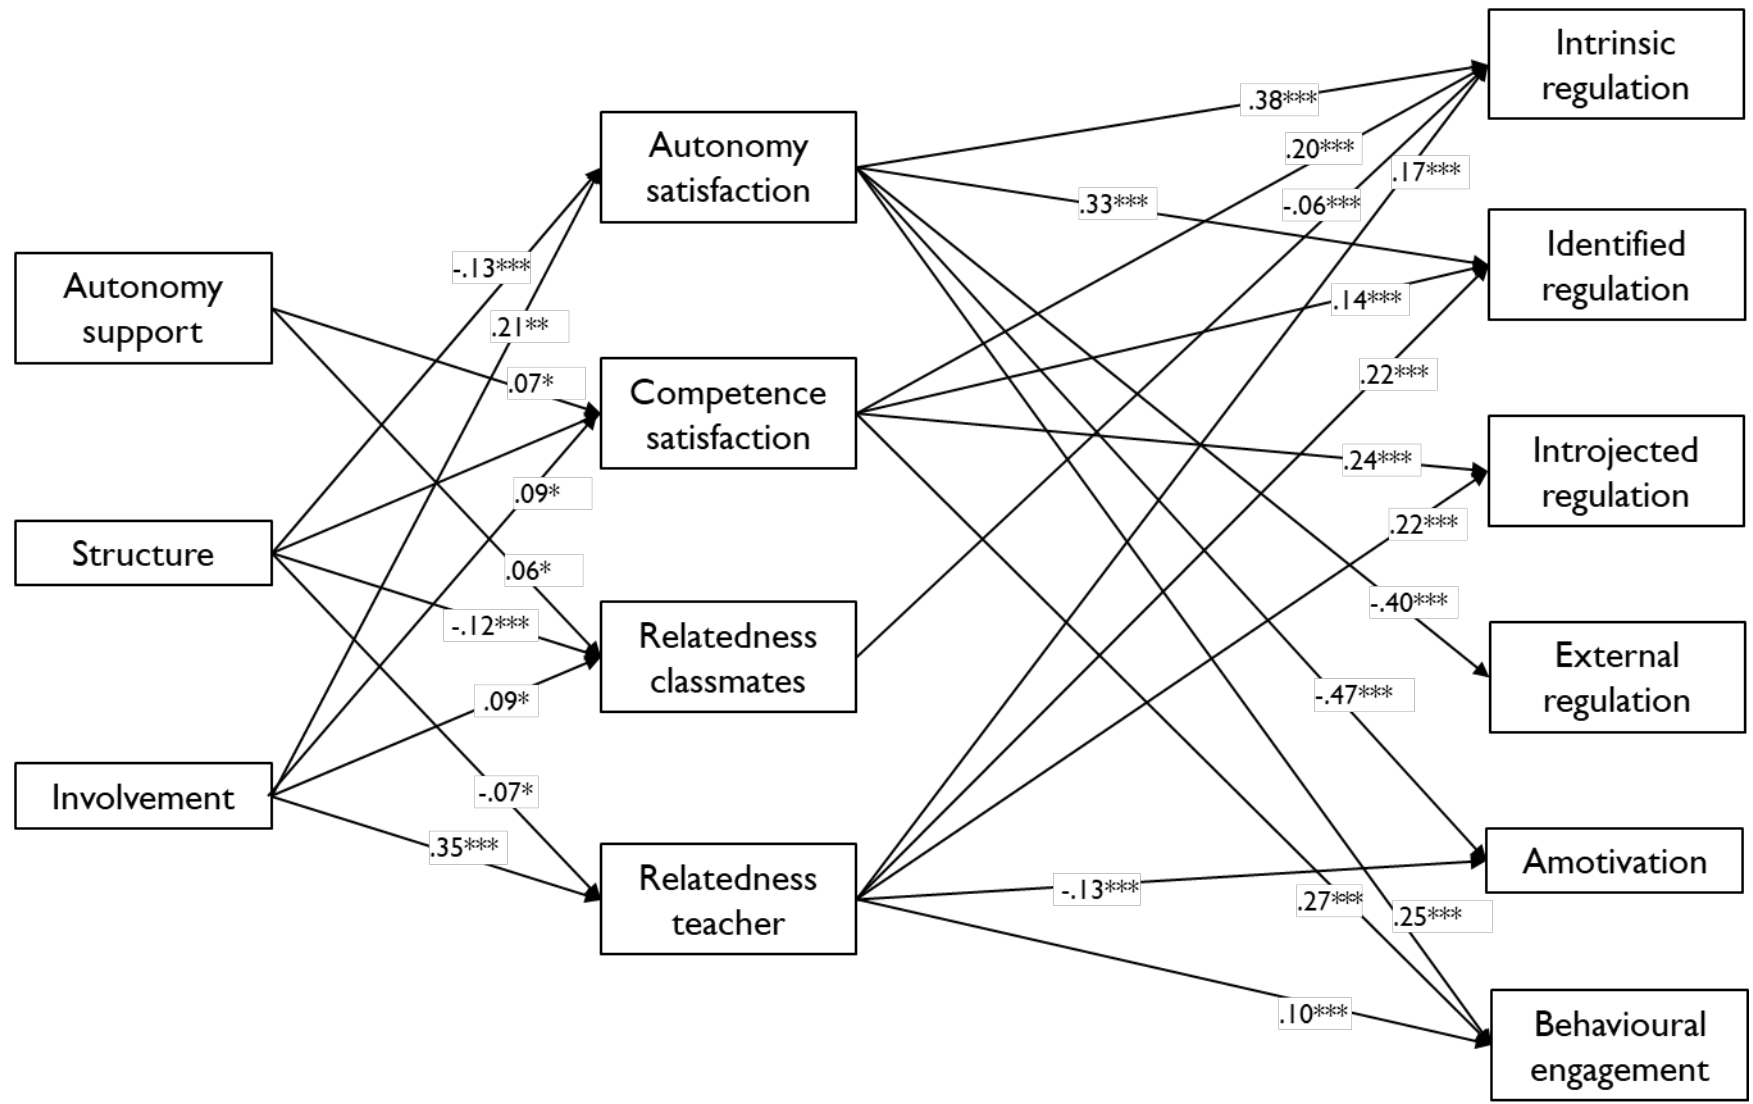 Autonomy
support
Structure
Involvement
-.13***
.21**
.07*
.09*
.06*
-.12***
.09*
-.07*
.35***
Autonomy
satisfaction
Competence
satisfaction
Relatedness
classmates
Relatedness
teacher
.38***
.20***
.17***
-.06***
.33***
.14***
.22***
.24***
.22***
-.40***
-.47***
-.13***
.27***
.25***
.10***
Intrinsic
regulation
Identified
regulation
Introjected
regulation
External
regulation
Amotivation
Behavioural
engagement